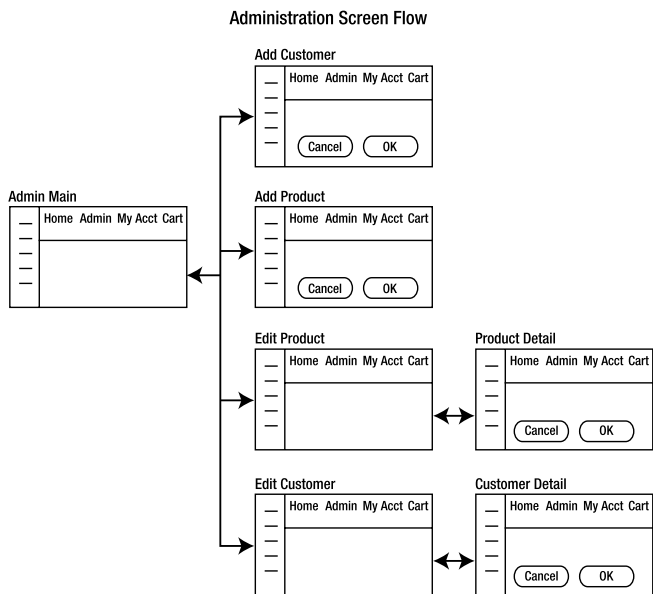 Administration Screen Flow
Add Customer
Home Admin My Acct Cart
Cancel OK
Admin Main
Home Admin My Acct Cart
Add Product
Home Admin My Acct Cart
Cancel OK
Edit Product
Home Admin My Acct Cart
Product Detail
Home Admin My Acct Cart
Cancel OK
Edit Customer
Home Admin My Acct Cart
Customer Detail
Home Admin My Acct Cart
Cancel OK